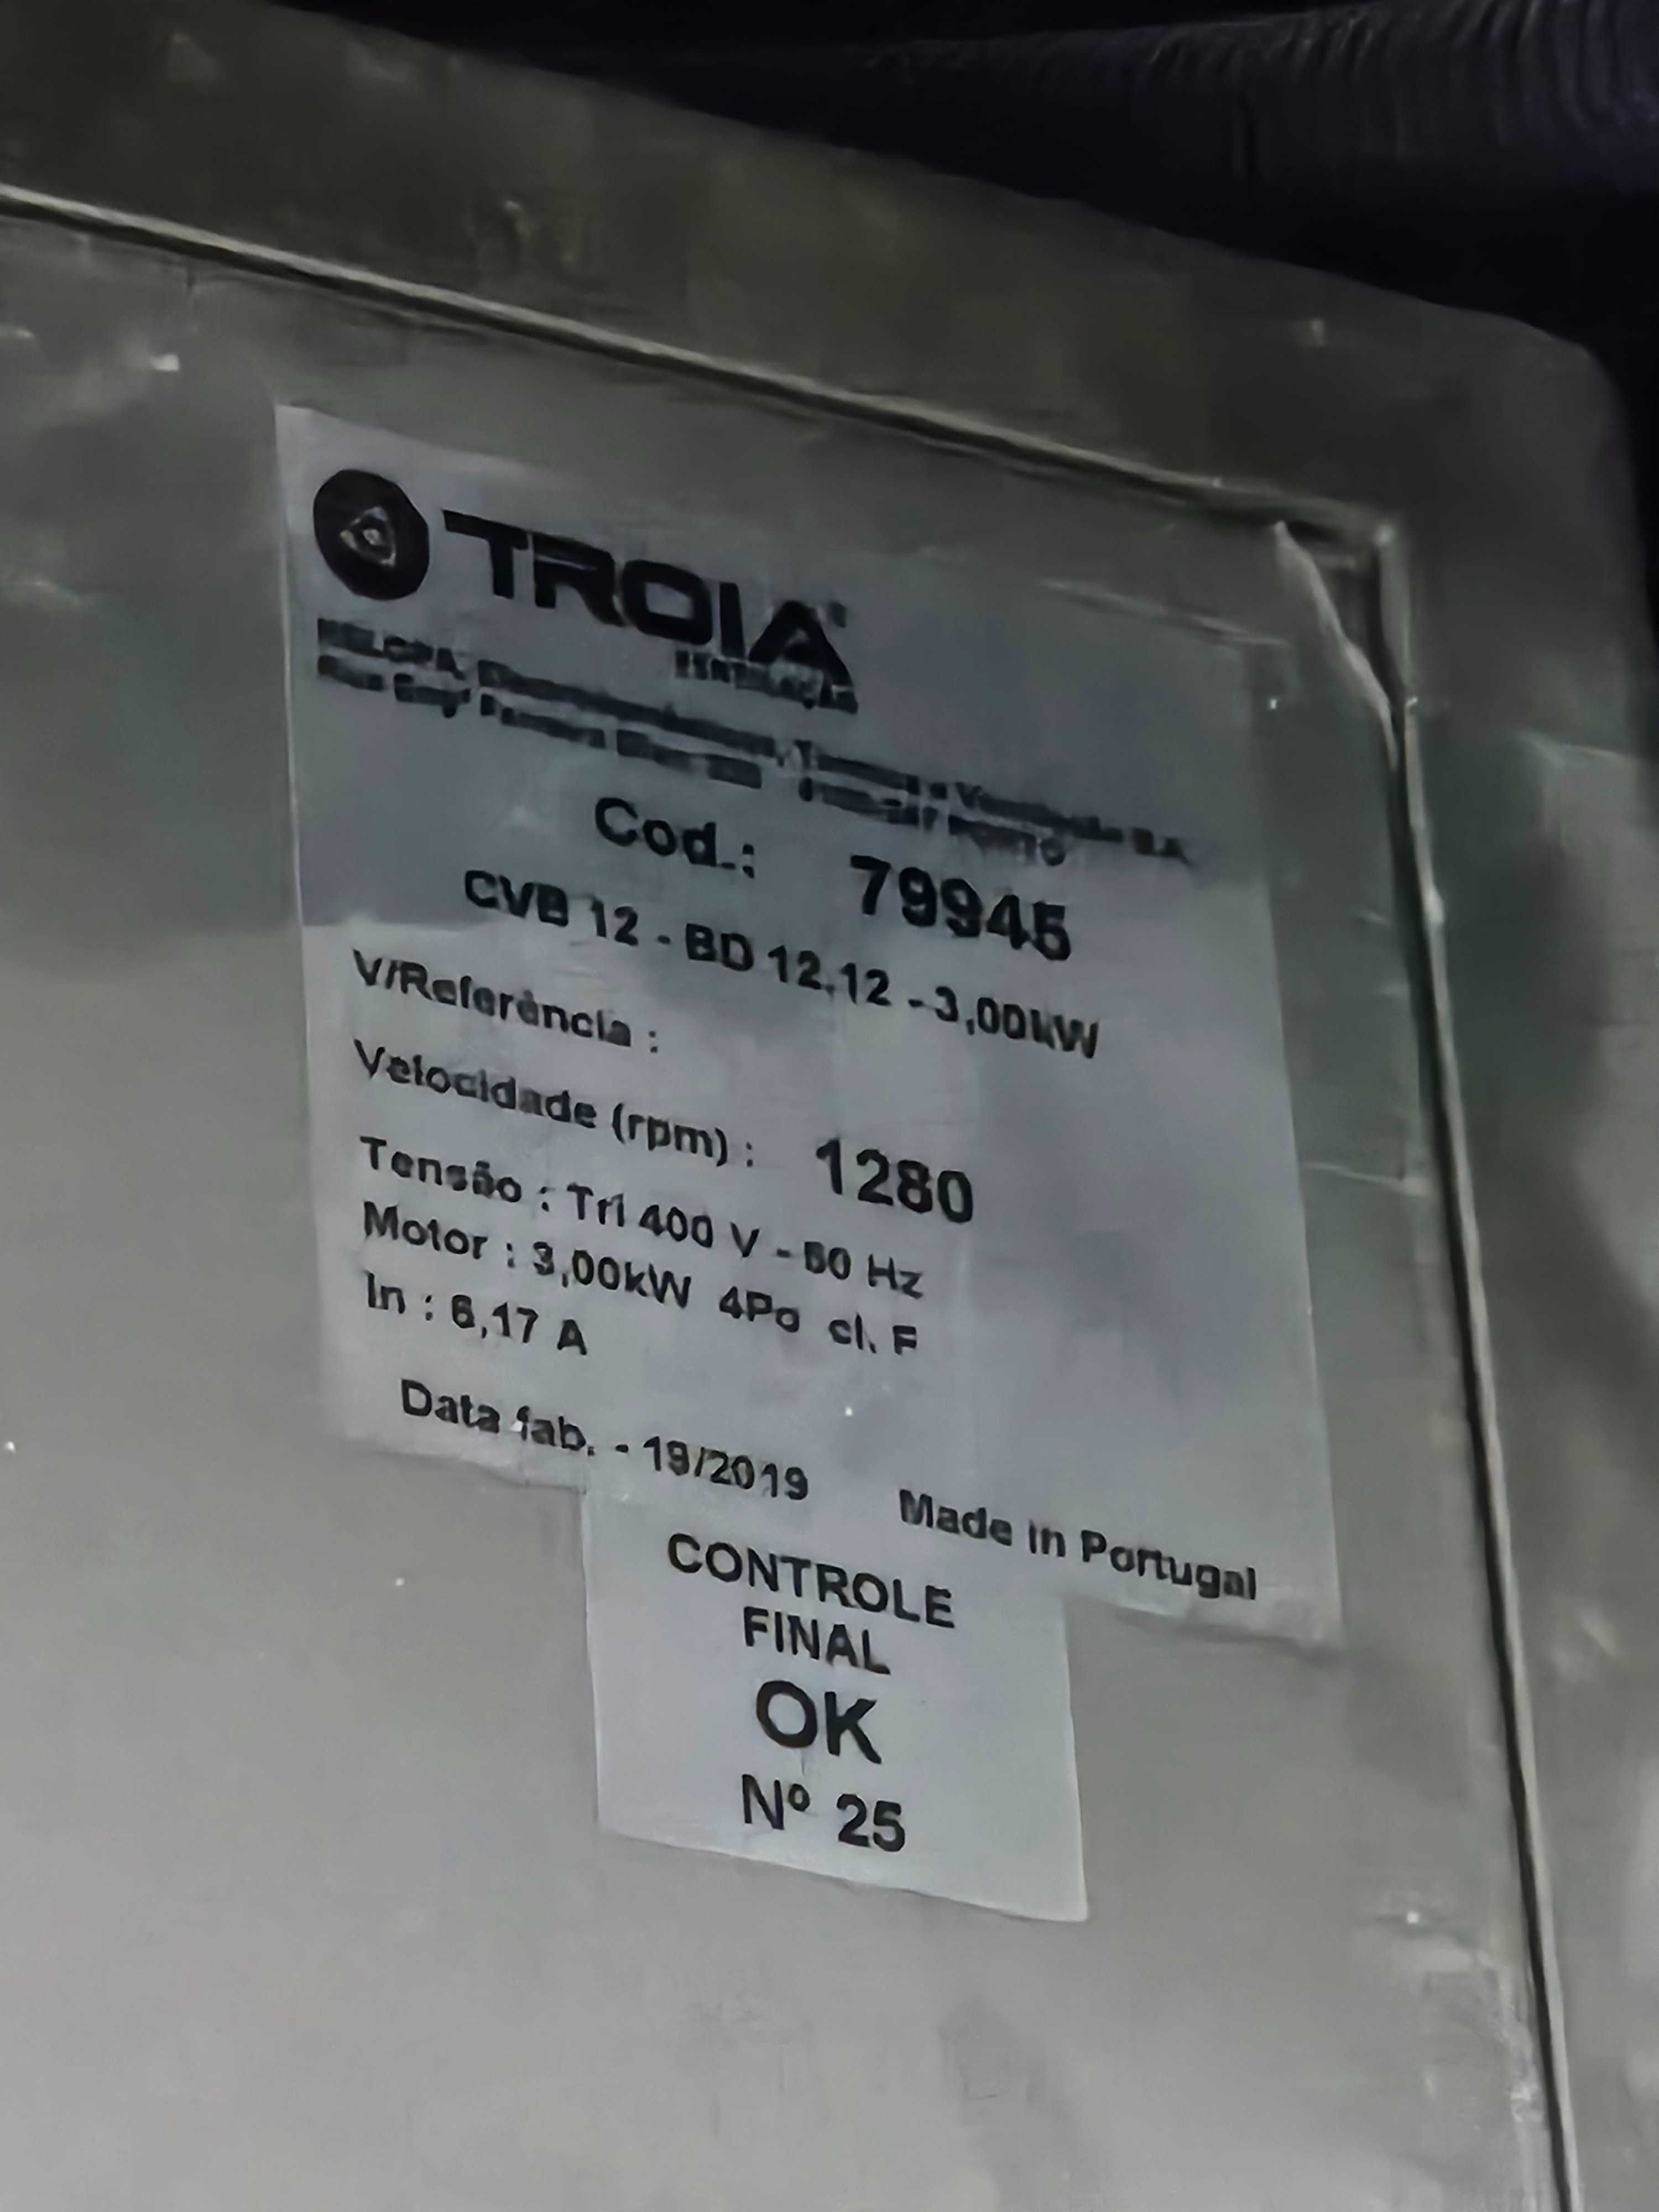 TROIA
VENTILAÇÃO
Cod.: 79945
CVB 12 - BD 12.12 - 3,00kW
V/Referência :
Velocidade (rpm) : 1280
Tensão : Tri 400 V - 50 Hz
Motor : 3,00kW 4Po cl. F
In : 6,17 A
Data fab. - 19/2019
Made in Portugal
CONTROLE
FINAL
OK
Nº 25